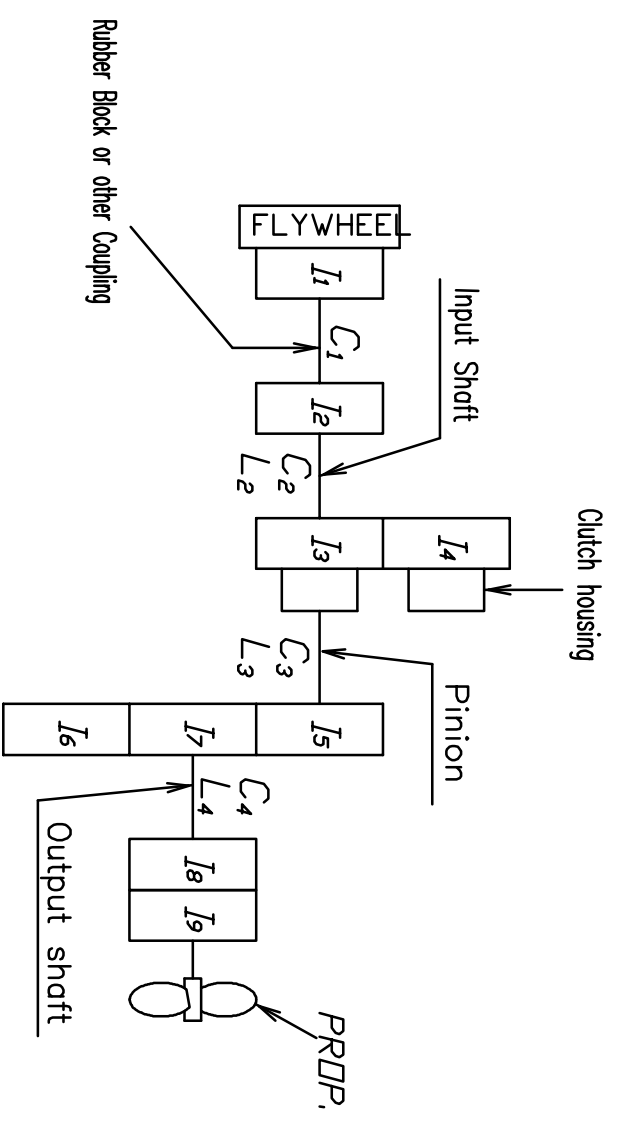 Rubber Block or other Coupling
FLYWHEEL
I1
C1
I2
Input Shaft
C2
L2
I3
I4
Clutch housing
C3
L3
Pinion
I6
I7
I5
C4
L4
Output shaft
I8
I9
PROP.